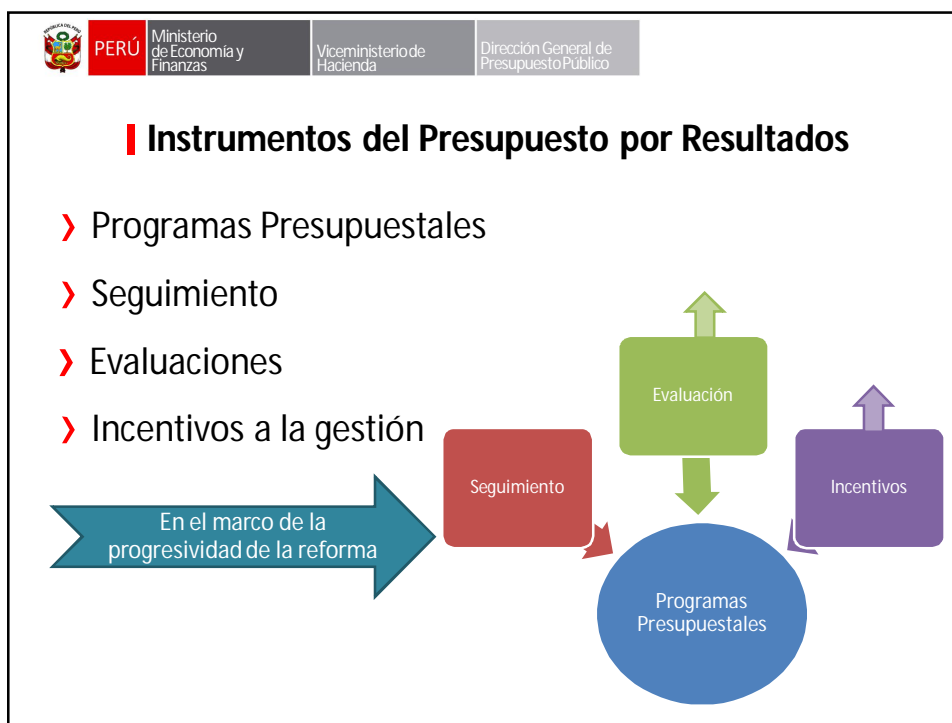 PERÚ
Ministerio
de Economía y
Finanzas
Viceministerio de
Hacienda
Dirección General de
Presupuesto Público
Instrumentos del Presupuesto por Resultados
Programas Presupuestales
Seguimiento
Evaluaciones
Incentivos a la gestión
En el marco de la
progresividad de la reforma
Seguimiento
Evaluación
Incentivos
Programas
Presupuestales